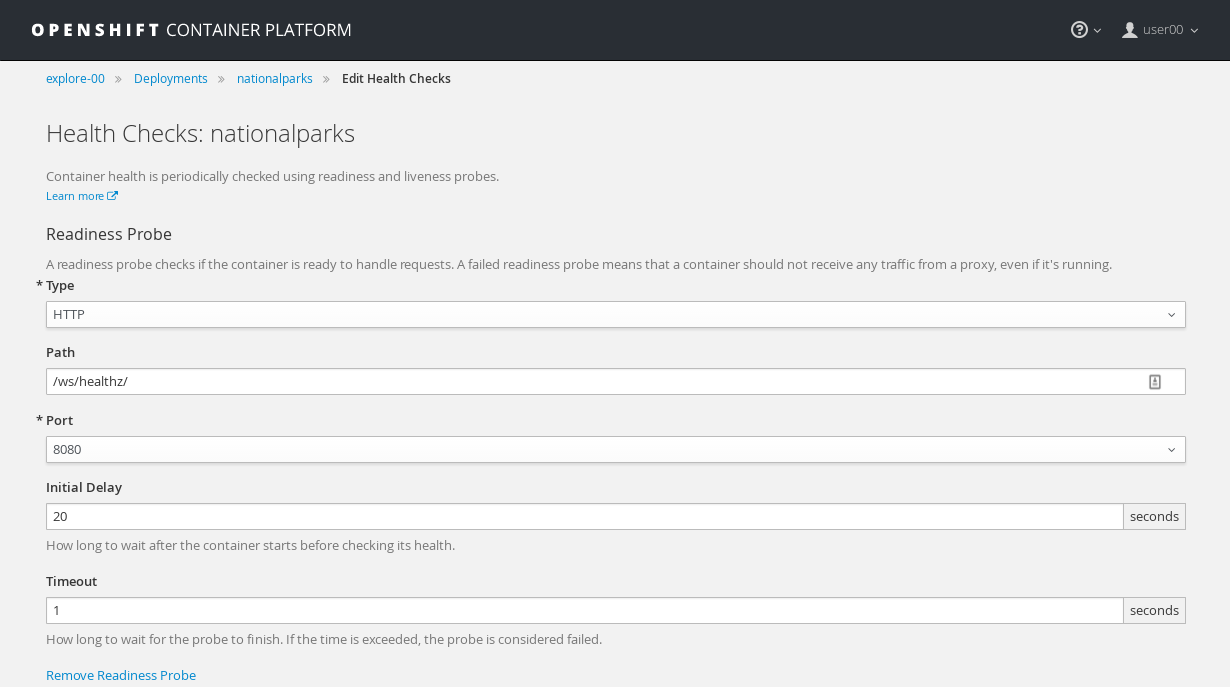 OPENSHIFT CONTAINER PLATFORM
user00
explore-00 » Deployments » nationalparks » Edit Health Checks
Health Checks: nationalparks
Container health is periodically checked using readiness and liveness probes.
Learn more
Readiness Probe
A readiness probe checks if the container is ready to handle requests. A failed readiness probe means that a container should not receive any traffic from a proxy, even if it's running.
* Type
HTTP
Path
/ws/healthz/
* Port
8080
Initial Delay
20 seconds
How long to wait after the container starts before checking its health.
Timeout
1 seconds
How long to wait for the probe to finish. If the time is exceeded, the probe is considered failed.
Remove Readiness Probe